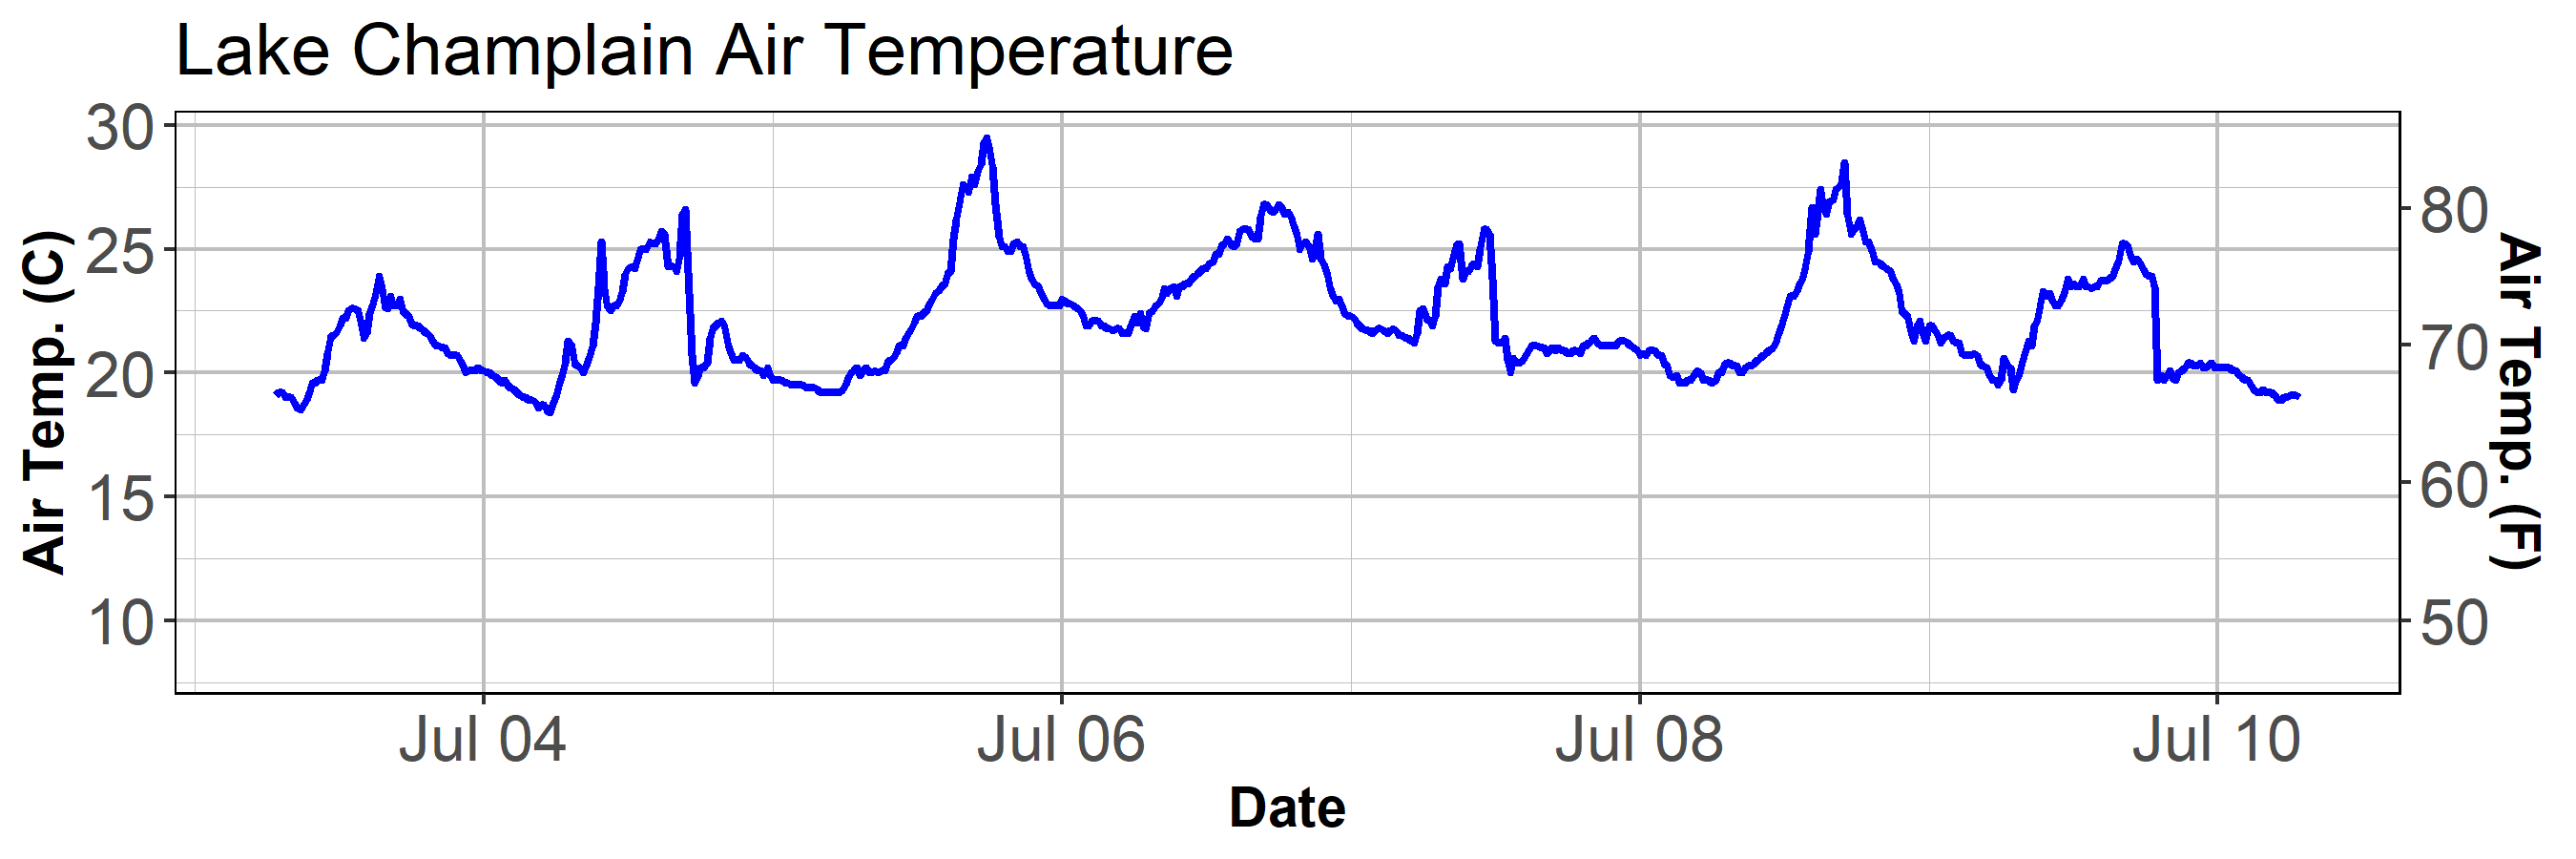 Lake Champlain Air Temperature
30
25
20
15
10
Air Temp. (C)
80
70
60
50
Air Temp. (F)
Jul 04
Jul 06
Jul 08
Jul 10
Date